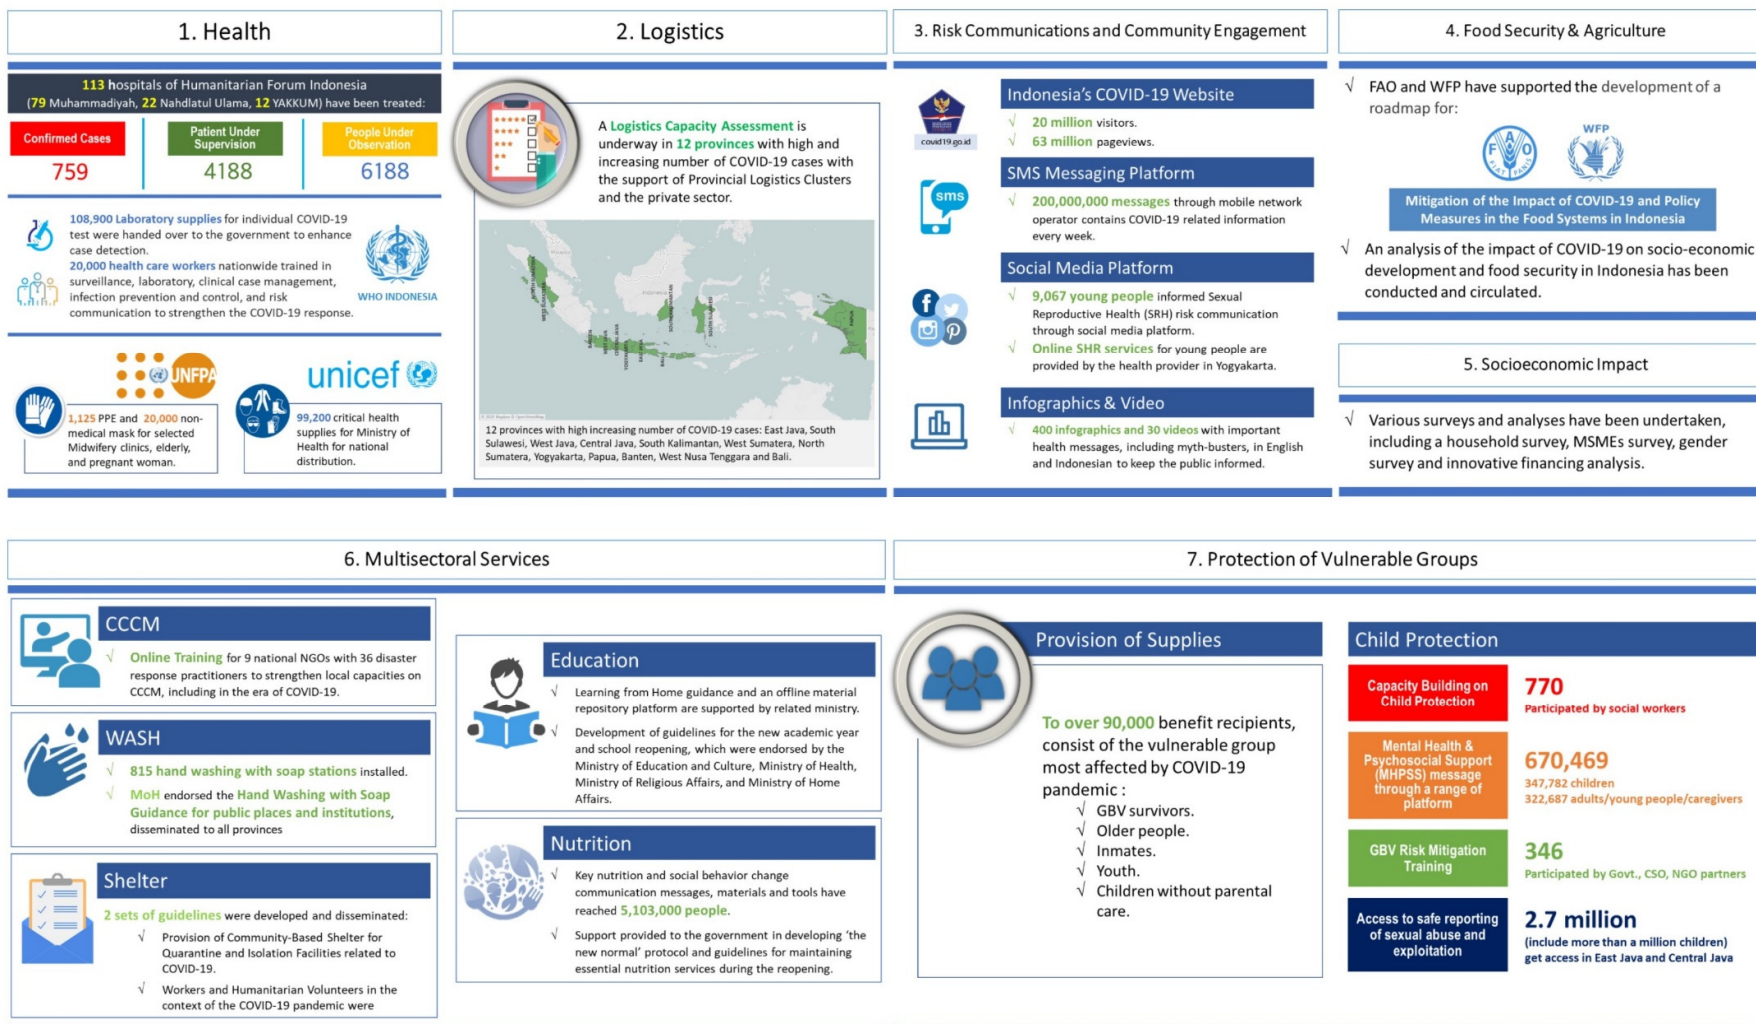 1. Health
113 hospitals of Humanitarian Forum Indonesia
(79 Muhammadiyah, 22 Nahdlatul Ulama, 12 YAKKUM) have been treated:
Confirmed Cases
759
Patient Under
Supervision
4188
People Under
Observation
6188
108,900 Laboratory supplies for individual COVID-19
test were handed over to the government to enhance
case detection.
20,000 health care workers nationwide trained in
surveillance, laboratory, clinical case management,
infection prevention and control, and risk
communication to strengthen the COVID-19 response.
WHO INDONESIA
UNFPA
1,125 PPE and 20,000 non-
medical mask for selected
Midwifery clinics, elderly,
and pregnant woman.
unicef
99,200 critical health
supplies for Ministry of
Health for national
distribution.
2. Logistics
A Logistics Capacity Assessment is
underway in 12 provinces with high and
increasing number of COVID-19 cases with
the support of Provincial Logistics Clusters
and the private sector.
NORTH SUMATERA
WEST SUMATERA
BANTEN
WEST JAVA
CENTRAL JAVA
YOGYAKARTA
EAST JAVA
BALI
SOUTH KALIMANTAN
SOUTH SULAWESI
PAPUA
12 provinces with high increasing number of COVID-19 cases: East Java, South
Sulawesi, West Java, Central Java, South Kalimantan, West Sumatera, North
Sumatera, Yogyakarta, Papua, Banten, West Nusa Tenggara and Bali.
3. Risk Communications and Community Engagement
covid19.go.id
Indonesia's COVID-19 Website
√ 20 million visitors.
√ 63 million pageviews.
sms
SMS Messaging Platform
√ 200,000,000 messages through mobile network
operator contains COVID-19 related information
every week.
Social Media Platform
√ 9,067 young people informed Sexual
Reproductive Health (SRH) risk communication
through social media platform.
√ Online SHR services for young people are
provided by the health provider in Yogyakarta.
Infographics & Video
√ 400 infographics and 30 videos with important
health messages, including myth-busters, in English
and Indonesian to keep the public informed.
4. Food Security & Agriculture
√ FAO and WFP have supported the development of a
roadmap for:
FAO
FIAT PANIS
WFP
Mitigation of the Impact of COVID-19 and Policy
Measures in the Food Systems in Indonesia
√ An analysis of the impact of COVID-19 on socio-economic
development and food security in Indonesia has been
conducted and circulated.
5. Socioeconomic Impact
√ Various surveys and analyses have been undertaken,
including a household survey, MSMEs survey, gender
survey and innovative financing analysis.
6. Multisectoral Services
CCCM
√ Online Training for 9 national NGOs with 36 disaster
response practitioners to strengthen local capacities on
CCCM, including in the era of COVID-19.
WASH
√ 815 hand washing with soap stations installed.
√ MoH endorsed the Hand Washing with Soap
Guidance for public places and institutions,
disseminated to all provinces
Shelter
2 sets of guidelines were developed and disseminated:
√ Provision of Community-Based Shelter for
Quarantine and Isolation Facilities related to
COVID-19.
√ Workers and Humanitarian Volunteers in the
context of the COVID-19 pandemic were
Education
√ Learning from Home guidance and an offline material
repository platform are supported by related ministry.
√ Development of guidelines for the new academic year
and school reopening, which were endorsed by the
Ministry of Education and Culture, Ministry of Health,
Ministry of Religious Affairs, and Ministry of Home
Affairs.
Nutrition
√ Key nutrition and social behavior change
communication messages, materials and tools have
reached 5,103,000 people.
√ Support provided to the government in developing 'the
new normal' protocol and guidelines for maintaining
essential nutrition services during the reopening.
7. Protection of Vulnerable Groups
Provision of Supplies
To over 90,000 benefit recipients,
consist of the vulnerable group
most affected by COVID-19
pandemic :
√ GBV survivors.
√ Older people.
√ Inmates.
√ Youth.
√ Children without parental
care.
Child Protection
Capacity Building on
Child Protection
770
Participated by social workers
Mental Health &
Psychosocial Support
(MHPSS) message
through a range of
platform
670,469
347,782 children
322,687 adults/young people/caregivers
GBV Risk Mitigation
Training
346
Participated by Govt., CSO, NGO partners
Access to safe reporting
of sexual abuse and
exploitation
2.7 million
(include more than a million children)
get access in East Java and Central Java